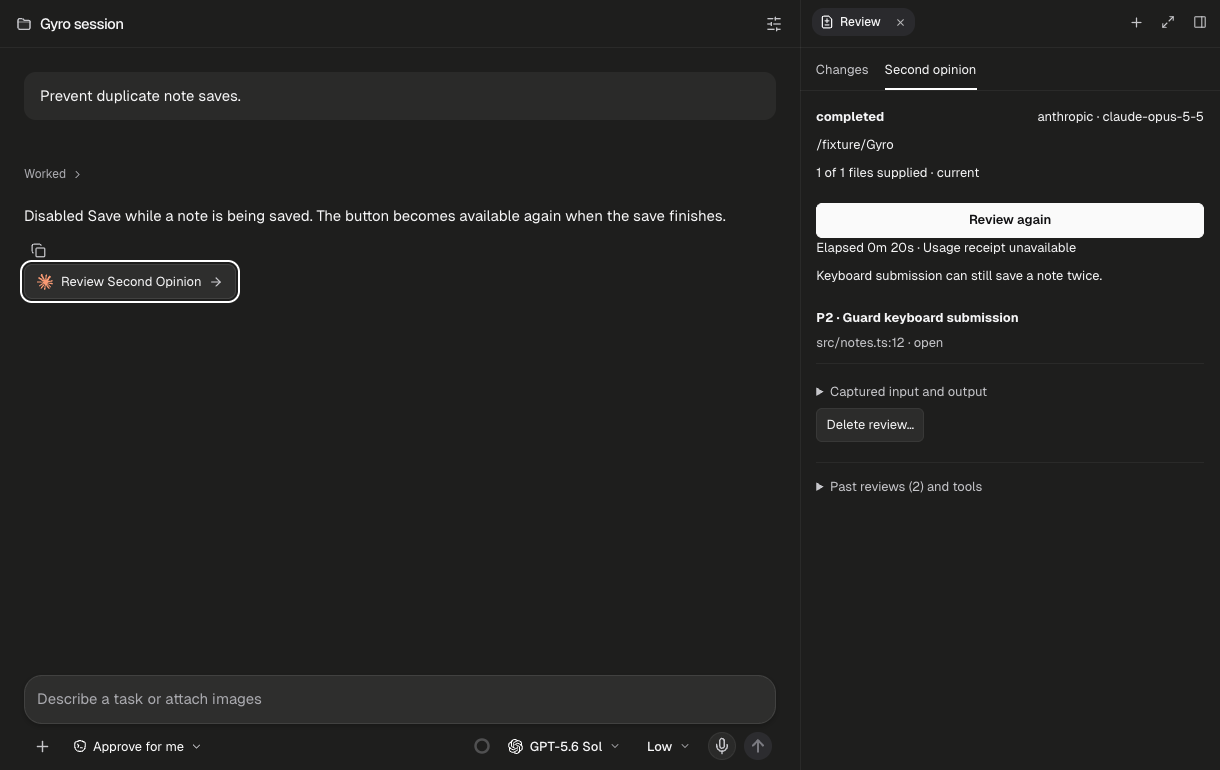 Gyro session
Prevent duplicate note saves.
Worked
Disabled Save while a note is being saved. The button becomes available again when the save finishes.
Review Second Opinion
Describe a task or attach images
Approve for me
GPT-5.6 Sol
Low
Review
Changes
Second opinion
completed
anthropic · claude-opus-5-5
/fixture/Gyro
1 of 1 files supplied · current
Review again
Elapsed 0m 20s · Usage receipt unavailable
Keyboard submission can still save a note twice.
P2 · Guard keyboard submission
src/notes.ts:12 · open
Captured input and output
Delete review…
Past reviews (2) and tools